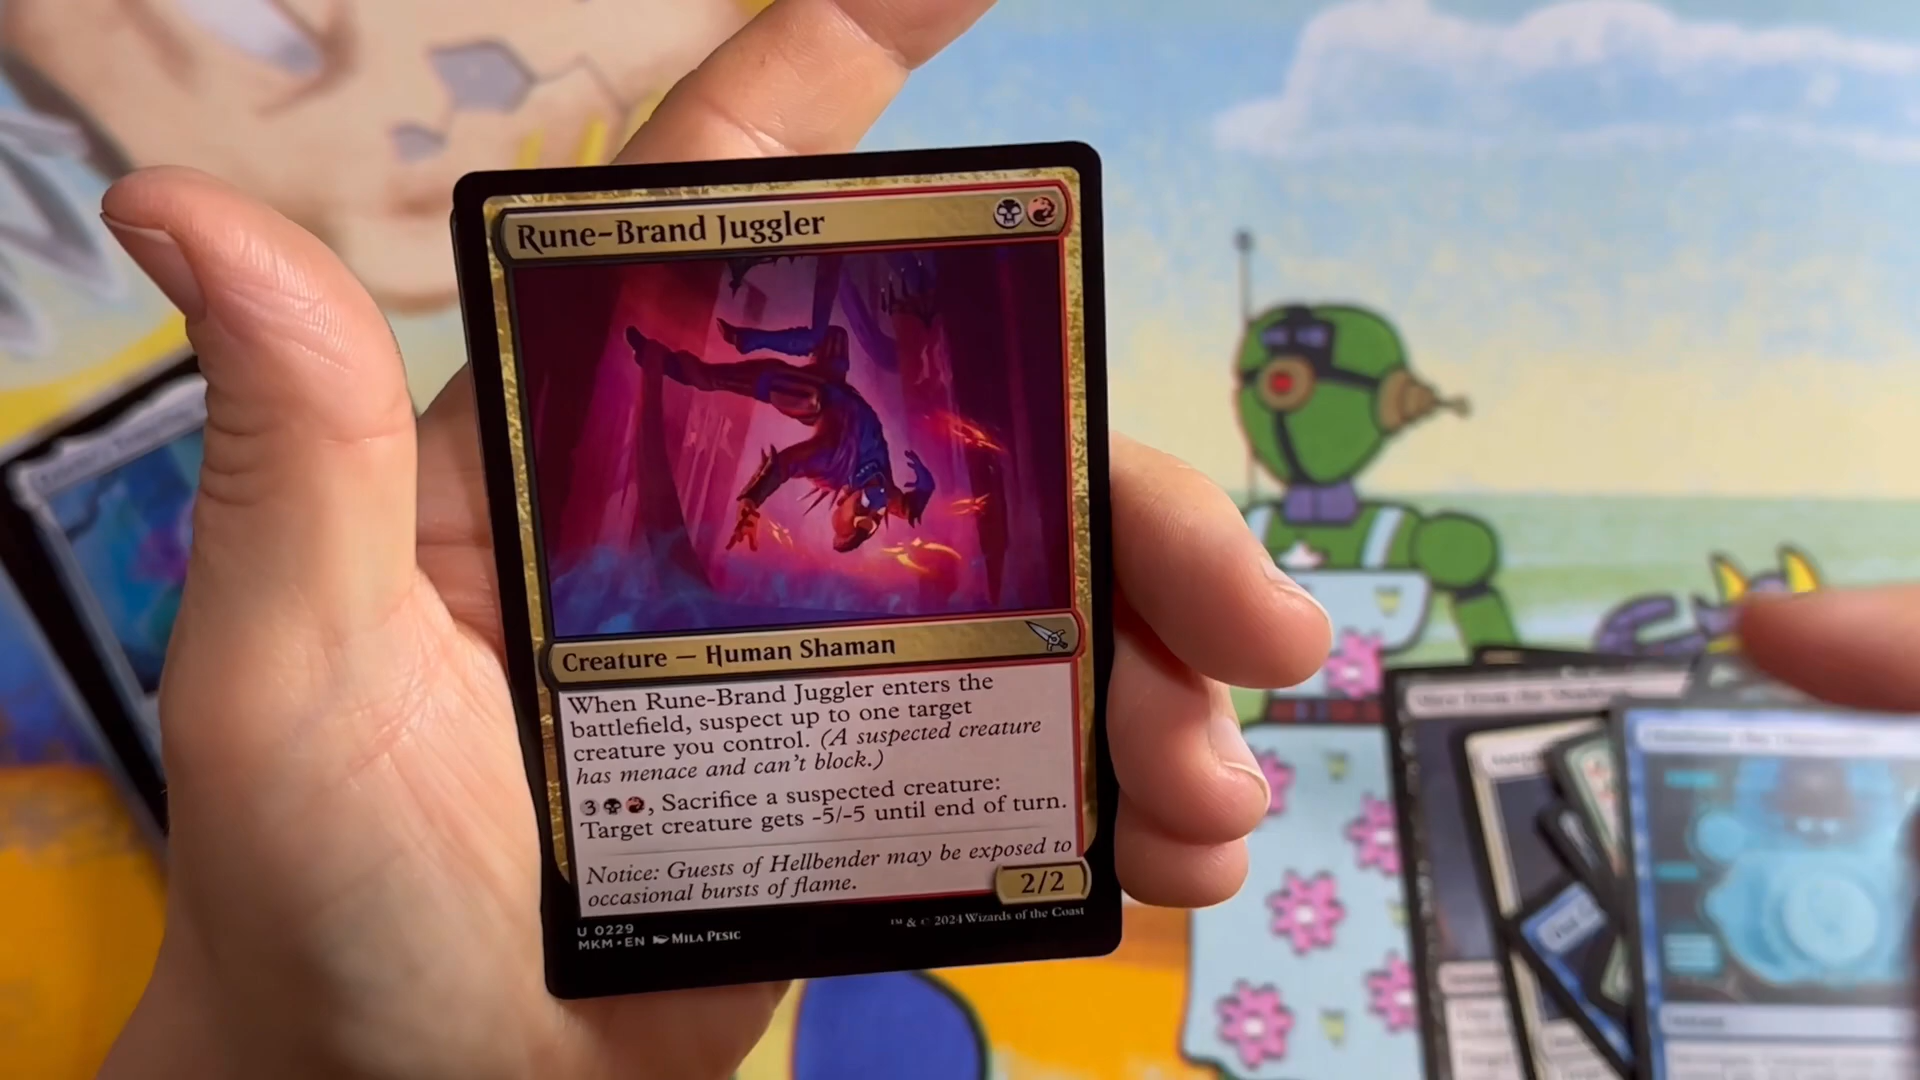 Rune-Brand Juggler
Creature — Human Shaman
When Rune-Brand Juggler enters the
battlefield, suspect up to one target
creature you control. (A suspected creature
has menace and can't block.)
3, Sacrifice a suspected creature:
Target creature gets -5/-5 until end of turn.
Notice: Guests of Hellbender may be exposed to
occasional bursts of flame.
2/2
U 0229
MKM • EN MILA PESIC
™ & © 2024 Wizards of the Coast